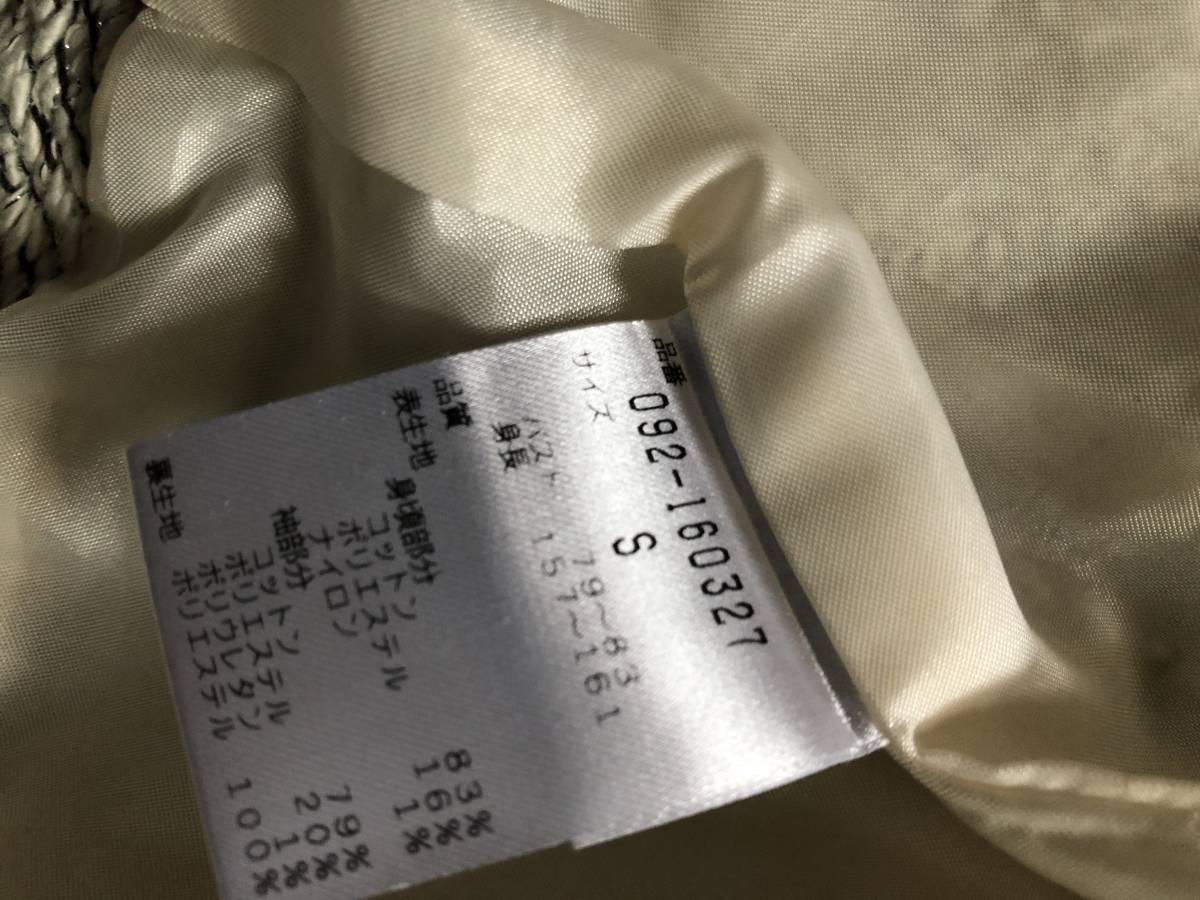 品番 092-160327
サイズ S
バスト 79~83
身長 157~161
品質
表生地 身頃部分
コットン 83%
ポリエステル 16%
ナイロン 1%
袖部分
コットン 79%
ポリエステル 20%
ポリウレタン 1%
裏生地 ポリエステル 100%